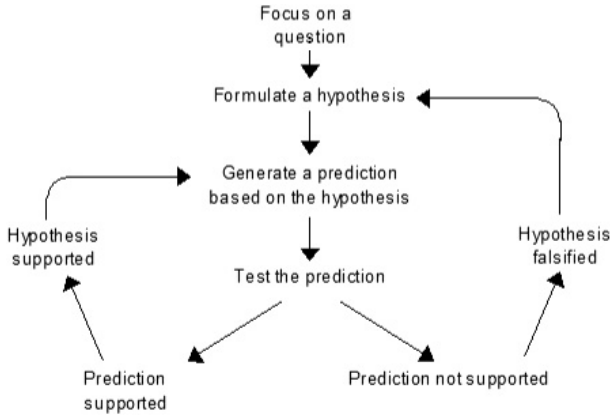 Focus on a
question
Formulate a hypothesis
Generate a prediction
based on the hypothesis
Hypothesis
supported
Hypothesis
falsified
Test the prediction
Prediction
supported
Prediction not supported